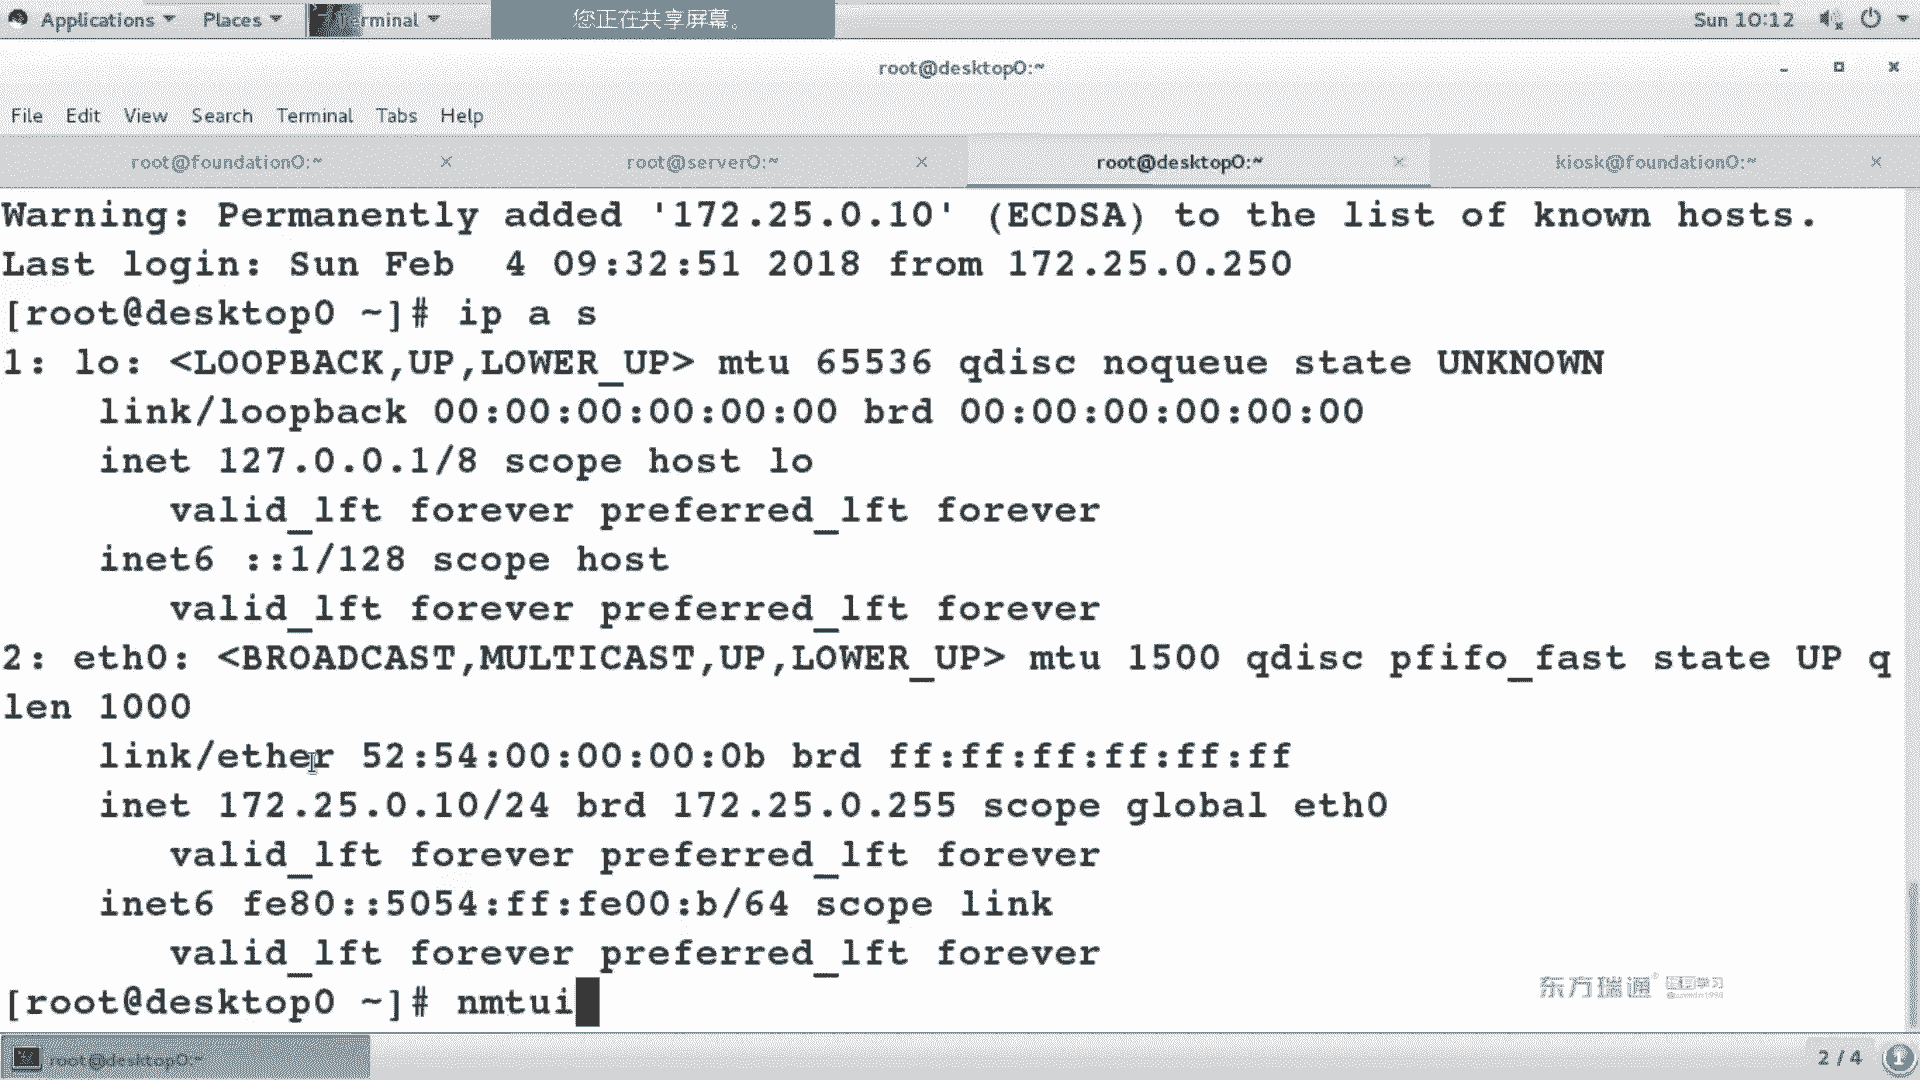 Applications Places Terminal 您正在共享屏幕。 Sun 10:12
root@desktop0:~
File Edit View Search Terminal Tabs Help
root@foundation0:~ root@server0:~ root@desktop0:~ kiosk@foundation0:~
Warning: Permanently added '172.25.0.10' (ECDSA) to the list of known hosts.
Last login: Sun Feb  4 09:32:51 2018 from 172.25.0.250
[root@desktop0 ~]# ip a s
1: lo: <LOOPBACK,UP,LOWER_UP> mtu 65536 qdisc noqueue state UNKNOWN
    link/loopback 00:00:00:00:00:00 brd 00:00:00:00:00:00
    inet 127.0.0.1/8 scope host lo
       valid_lft forever preferred_lft forever
    inet6 ::1/128 scope host
       valid_lft forever preferred_lft forever
2: eth0: <BROADCAST,MULTICAST,UP,LOWER_UP> mtu 1500 qdisc pfifo_fast state UP q
len 1000
    link/ether 52:54:00:00:00:0b brd ff:ff:ff:ff:ff:ff
    inet 172.25.0.10/24 brd 172.25.0.255 scope global eth0
       valid_lft forever preferred_lft forever
    inet6 fe80::5054:ff:fe00:b/64 scope link
       valid_lft forever preferred_lft forever
[root@desktop0 ~]# nmtui
东方瑞通® 学习
root@desktop0:~ 2 / 4 1